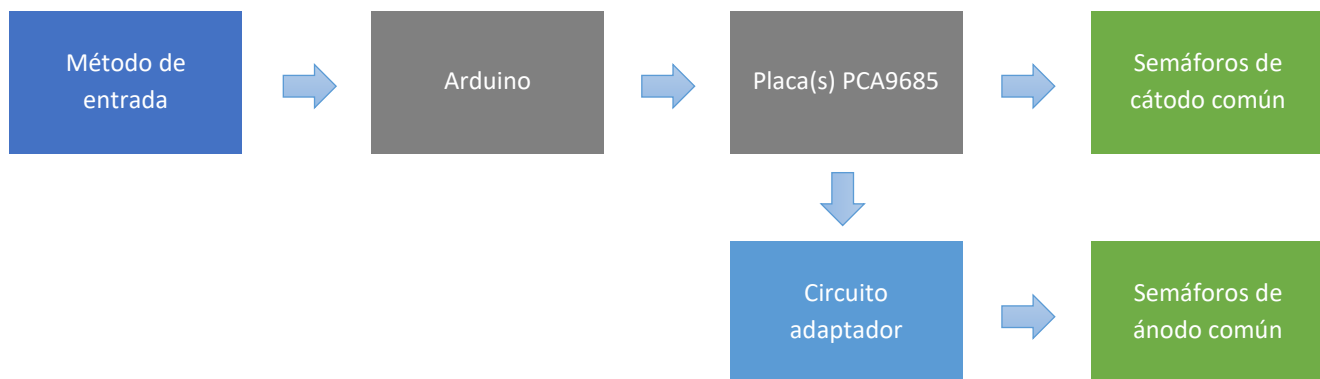 Método de
entrada
Arduino
Placa(s) PCA9685
Semáforos de
cátodo común
Circuito
adaptador
Semáforos de
ánodo común